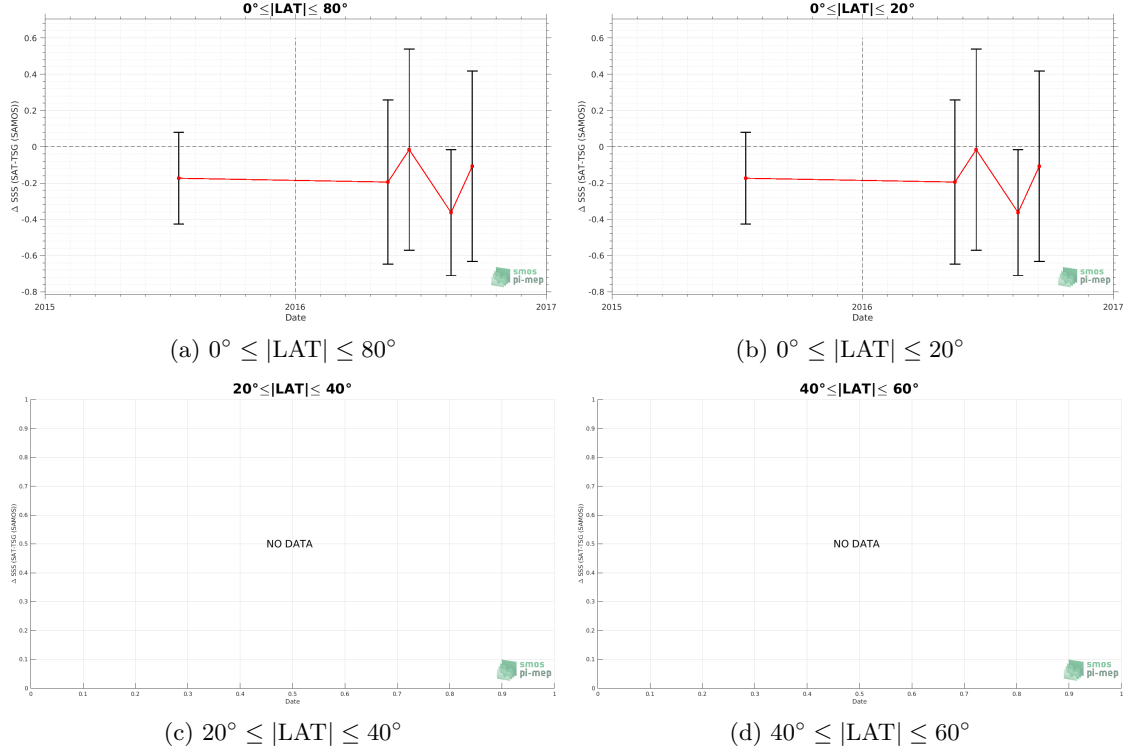 0°≤|LAT|≤ 80°
Δ SSS (SAT-TSG (SAMOS))
0.6
0.4
0.2
0
-0.2
-0.4
-0.6
-0.8
2015
2016
2017
Date
smos
pi-mep
(a) 0° ≤ |LAT| ≤ 80°
0°≤|LAT|≤ 20°
Δ SSS (SAT-TSG (SAMOS))
0.6
0.4
0.2
0
-0.2
-0.4
-0.6
-0.8
2015
2016
2017
Date
smos
pi-mep
(b) 0° ≤ |LAT| ≤ 20°
20°≤|LAT|≤ 40°
Δ SSS (SAT-TSG (SAMOS))
1
0.9
0.8
0.7
0.6
0.5
0.4
0.3
0.2
0.1
0
NO DATA
0 0.1 0.2 0.3 0.4 0.5 0.6 0.7 0.8 0.9 1
Date
smos
pi-mep
(c) 20° ≤ |LAT| ≤ 40°
40°≤|LAT|≤ 60°
Δ SSS (SAT-TSG (SAMOS))
1
0.9
0.8
0.7
0.6
0.5
0.4
0.3
0.2
0.1
0
NO DATA
0 0.1 0.2 0.3 0.4 0.5 0.6 0.7 0.8 0.9 1
Date
smos
pi-mep
(d) 40° ≤ |LAT| ≤ 60°